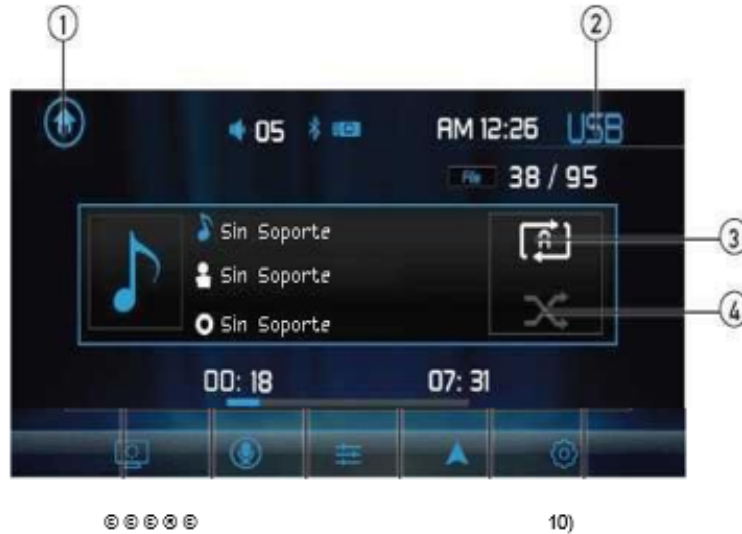 1 2
05 AM 12:26 USB
File 38 / 95
Sin Soporte
A
3
Sin Soporte
Sin Soporte
4
00: 18 07: 31
©©©®© 10)